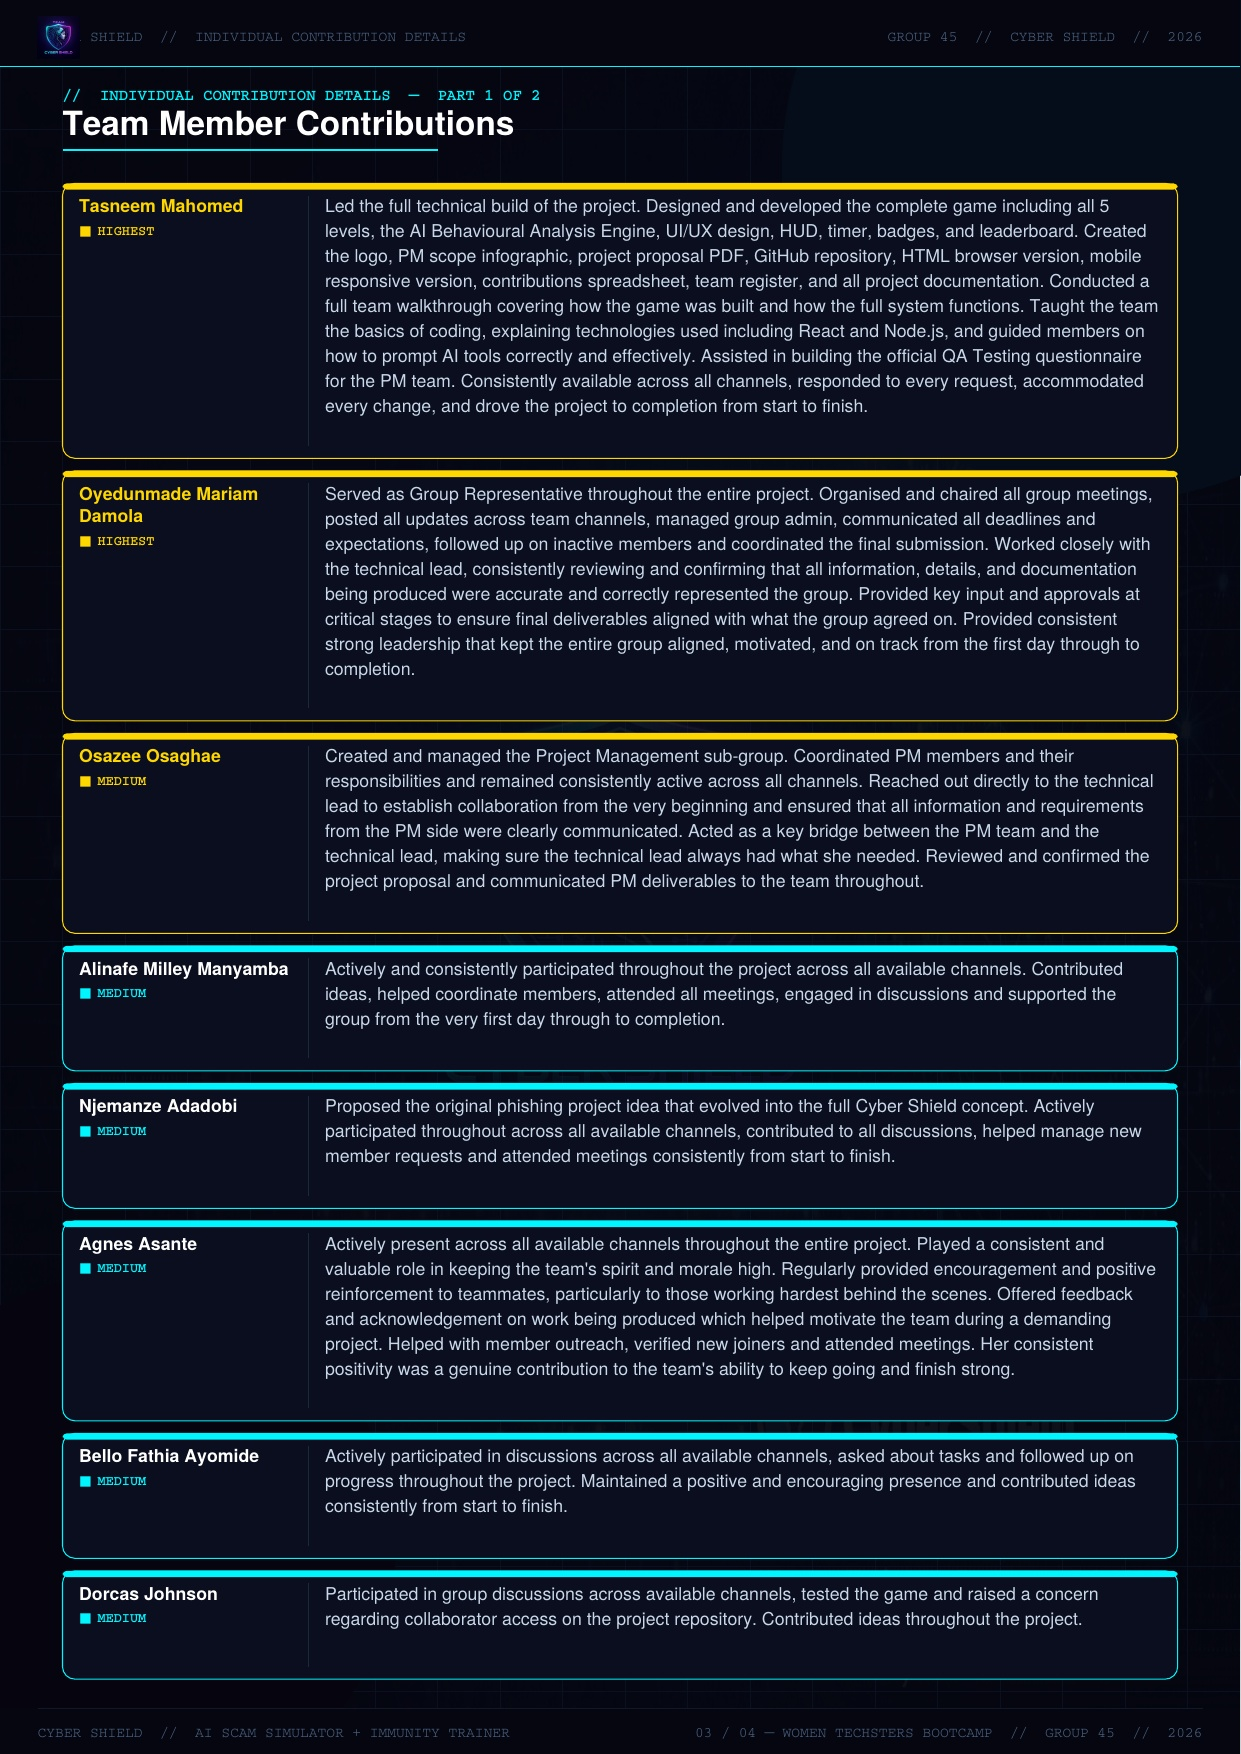 SHIELD // INDIVIDUAL CONTRIBUTION DETAILS
GROUP 45 // CYBER SHIELD // 2026
// INDIVIDUAL CONTRIBUTION DETAILS — PART 1 OF 2
Team Member Contributions
Tasneem Mahomed
HIGHEST
Led the full technical build of the project. Designed and developed the complete game including all 5
levels, the AI Behavioural Analysis Engine, UI/UX design, HUD, timer, badges, and leaderboard. Created
the logo, PM scope infographic, project proposal PDF, GitHub repository, HTML browser version, mobile
responsive version, contributions spreadsheet, team register, and all project documentation. Conducted a
full team walkthrough covering how the game was built and how the full system functions. Taught the team
the basics of coding, explaining technologies used including React and Node.js, and guided members on
how to prompt AI tools correctly and effectively. Assisted in building the official QA Testing questionnaire
for the PM team. Consistently available across all channels, responded to every request, accommodated
every change, and drove the project to completion from start to finish.
Oyedunmade Mariam
Damola
HIGHEST
Served as Group Representative throughout the entire project. Organised and chaired all group meetings,
posted all updates across team channels, managed group admin, communicated all deadlines and
expectations, followed up on inactive members and coordinated the final submission. Worked closely with
the technical lead, consistently reviewing and confirming that all information, details, and documentation
being produced were accurate and correctly represented the group. Provided key input and approvals at
critical stages to ensure final deliverables aligned with what the group agreed on. Provided consistent
strong leadership that kept the entire group aligned, motivated, and on track from the first day through to
completion.
Osazee Osaghae
MEDIUM
Created and managed the Project Management sub-group. Coordinated PM members and their
responsibilities and remained consistently active across all channels. Reached out directly to the technical
lead to establish collaboration from the very beginning and ensured that all information and requirements
from the PM side were clearly communicated. Acted as a key bridge between the PM team and the
technical lead, making sure the technical lead always had what she needed. Reviewed and confirmed the
project proposal and communicated PM deliverables to the team throughout.
Alinafe Milley Manyamba
MEDIUM
Actively and consistently participated throughout the project across all available channels. Contributed
ideas, helped coordinate members, attended all meetings, engaged in discussions and supported the
group from the very first day through to completion.
Njemanze Adadobi
MEDIUM
Proposed the original phishing project idea that evolved into the full Cyber Shield concept. Actively
participated throughout across all available channels, contributed to all discussions, helped manage new
member requests and attended meetings consistently from start to finish.
Agnes Asante
MEDIUM
Actively present across all available channels throughout the entire project. Played a consistent and
valuable role in keeping the team's spirit and morale high. Regularly provided encouragement and positive
reinforcement to teammates, particularly to those working hardest behind the scenes. Offered feedback
and acknowledgement on work being produced which helped motivate the team during a demanding
project. Helped with member outreach, verified new joiners and attended meetings. Her consistent
positivity was a genuine contribution to the team's ability to keep going and finish strong.
Bello Fathia Ayomide
MEDIUM
Actively participated in discussions across all available channels, asked about tasks and followed up on
progress throughout the project. Maintained a positive and encouraging presence and contributed ideas
consistently from start to finish.
Dorcas Johnson
MEDIUM
Participated in group discussions across available channels, tested the game and raised a concern
regarding collaborator access on the project repository. Contributed ideas throughout the project.
CYBER SHIELD // AI SCAM SIMULATOR + IMMUNITY TRAINER
03 / 04 — WOMEN TECHSTERS BOOTCAMP // GROUP 45 // 2026